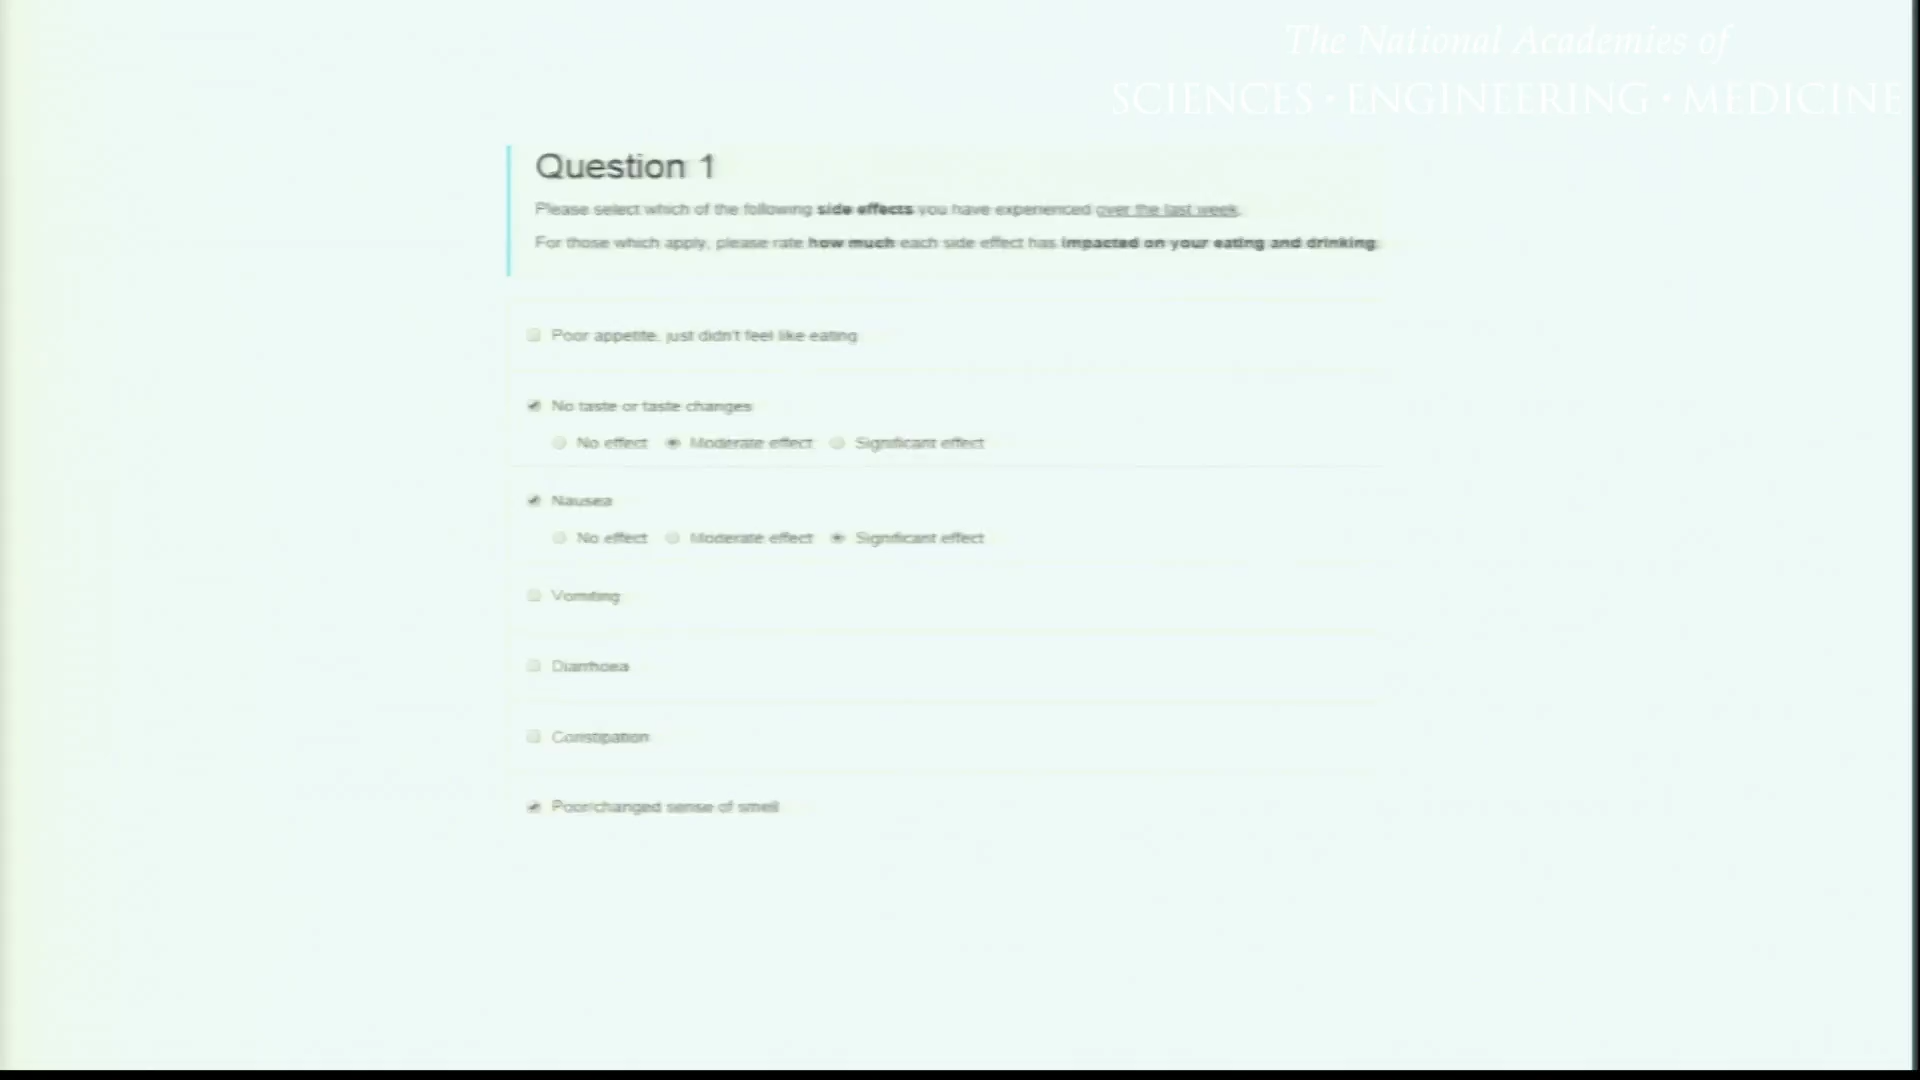 The National Academies of
SCIENCES · ENGINEERING · MEDICINE
Question 1
Please select which of the following side effects you have experienced over the last week.
For those which apply, please rate how much each side effect has impacted on your eating and drinking.
Poor appetite, just didn't feel like eating
No taste or taste changes
No effect Moderate effect Significant effect
Nausea
No effect Moderate effect Significant effect
Vomiting
Diarrhoea
Constipation
Poor/changed sense of smell